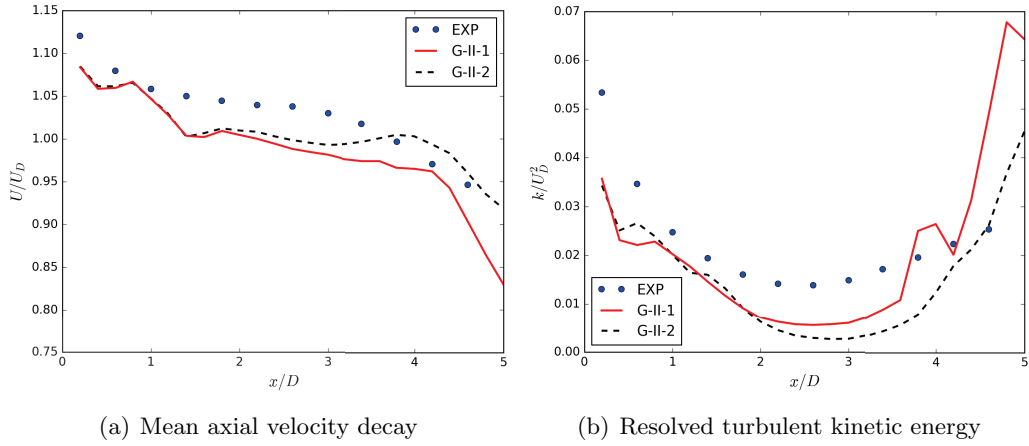 1.15
1.10
1.05
1.00
0.95
0.90
0.85
0.80
0.75
U/U_D
0 1 2 3 4 5
x/D
EXP
G-II-1
G-II-2
(a) Mean axial velocity decay
0.07
0.06
0.05
0.04
0.03
0.02
0.01
0.00
k/U_D^2
0 1 2 3 4 5
x/D
EXP
G-II-1
G-II-2
(b) Resolved turbulent kinetic energy